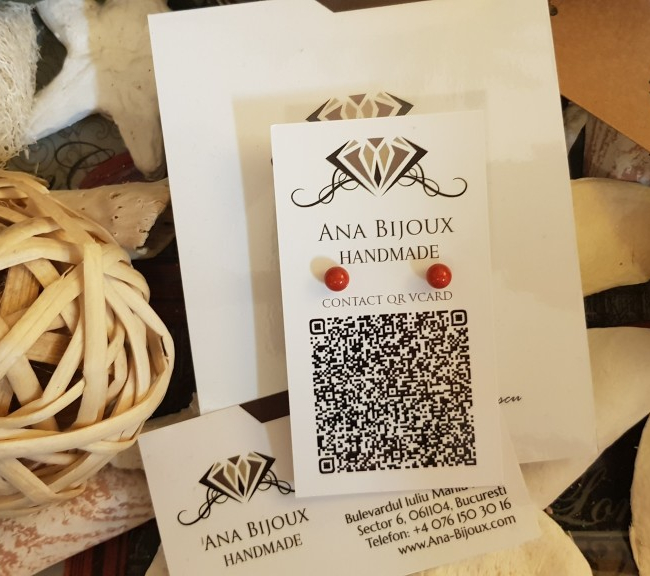 ANA BIJOUX
HANDMADE
CONTACT QR VCARD
ANA BIJOUX
HANDMADE
Bulevardul Iuliu Maniu
Sector 6, 061104, Bucuresti
Telefon: +4 076 150 30 16
www.Ana-Bijoux.com